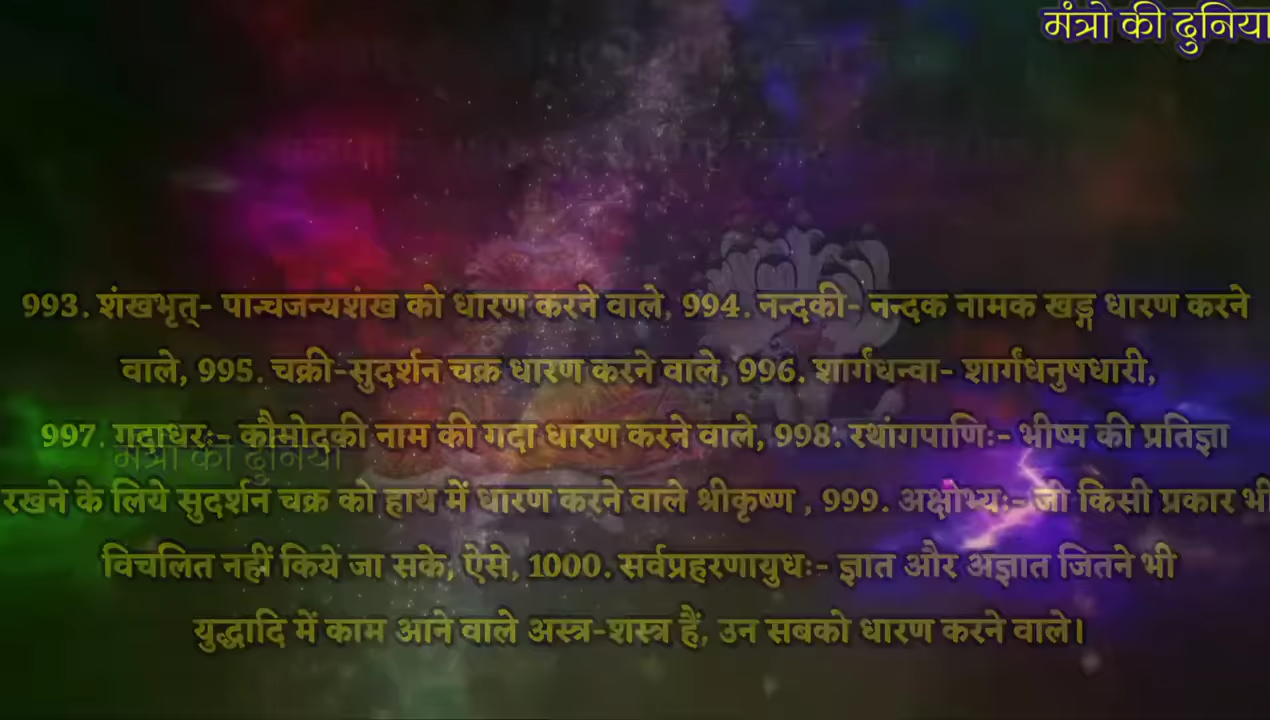 मंत्रो की दुनिया
993. शंखभृत्- पान्चजन्यशंख को धारण करने वाले, 994. नन्दकी- नन्दक नामक खड्ग धारण करने
वाले, 995. चक्री-सुदर्शन चक्र धारण करने वाले, 996. शार्गंधन्वा- शार्गंधनुषधारी,
997. गदाधरः- कौमोदकी नाम की गदा धारण करने वाले, 998. रथांगपाणिः- भीष्म की प्रतिज्ञा
मंत्रो की दुनिया
रखने के लिये सुदर्शन चक्र को हाथ में धारण करने वाले श्रीकृष्ण , 999. अक्षोभ्यः- जो किसी प्रकार भी
विचलित नहीं किये जा सके, ऐसे, 1000. सर्वप्रहरणायुधः- ज्ञात और अज्ञात जितने भी
युद्धादि में काम आने वाले अस्त्र-शस्त्र हैं, उन सबको धारण करने वाले।